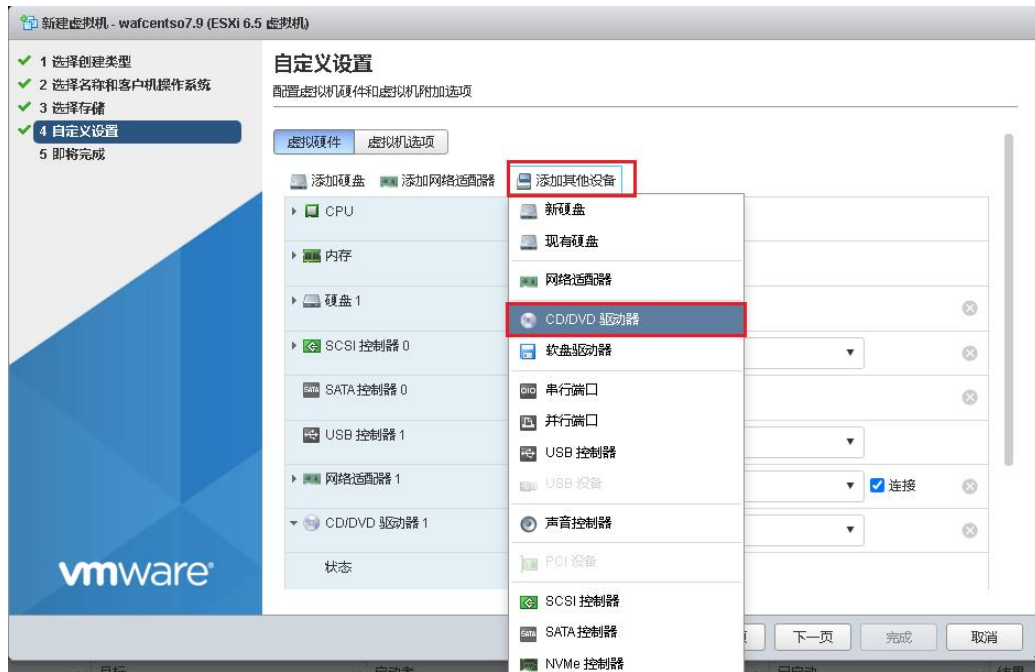 新建虚拟机 - wafcentso7.9 (ESXi 6.5 虚拟机)
1 选择创建类型
2 选择名称和客户机操作系统
3 选择存储
4 自定义设置
5 即将完成
自定义设置
配置虚拟机硬件和虚拟机附加选项
虚拟硬件 虚拟机选项
添加硬盘 添加网络适配器 添加其他设备
CPU
内存
硬盘 1
SCSI 控制器 0
SATA 控制器 0
USB 控制器 1
网络适配器 1
连接
CD/DVD 驱动器 1
状态
新硬盘
现有硬盘
网络适配器
CD/DVD 驱动器
软盘驱动器
串行端口
并行端口
USB 控制器
USB 设备
声音控制器
PCI 设备
SCSI 控制器
SATA 控制器
NVMe 控制器
vmware
下一页 完成 取消